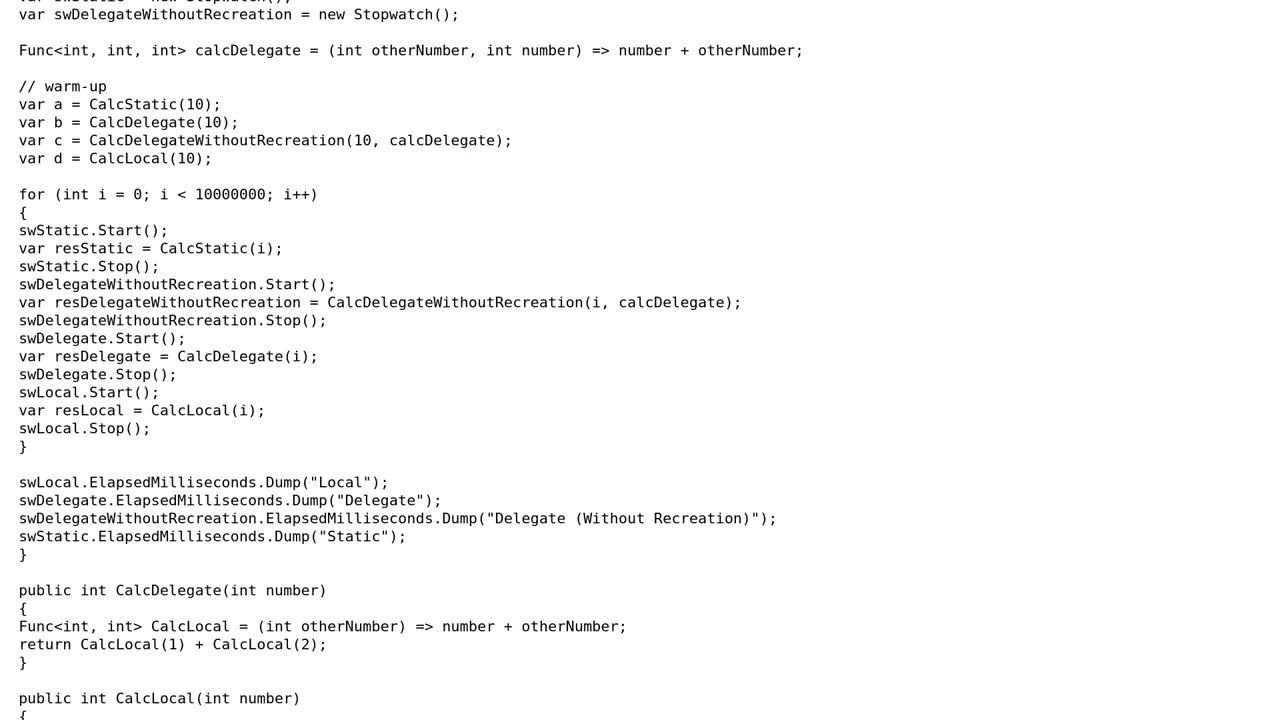 var swStatic = new Stopwatch();
var swDelegateWithoutRecreation = new Stopwatch();
Func<int, int, int> calcDelegate = (int otherNumber, int number) => number + otherNumber;
// warm-up
var a = CalcStatic(10);
var b = CalcDelegate(10);
var c = CalcDelegateWithoutRecreation(10, calcDelegate);
var d = CalcLocal(10);
for (int i = 0; i < 10000000; i++)
{
swStatic.Start();
var resStatic = CalcStatic(i);
swStatic.Stop();
swDelegateWithoutRecreation.Start();
var resDelegateWithoutRecreation = CalcDelegateWithoutRecreation(i, calcDelegate);
swDelegateWithoutRecreation.Stop();
swDelegate.Start();
var resDelegate = CalcDelegate(i);
swDelegate.Stop();
swLocal.Start();
var resLocal = CalcLocal(i);
swLocal.Stop();
}
swLocal.ElapsedMilliseconds.Dump("Local");
swDelegate.ElapsedMilliseconds.Dump("Delegate");
swDelegateWithoutRecreation.ElapsedMilliseconds.Dump("Delegate (Without Recreation)");
swStatic.ElapsedMilliseconds.Dump("Static");
}
public int CalcDelegate(int number)
{
Func<int, int> CalcLocal = (int otherNumber) => number + otherNumber;
return CalcLocal(1) + CalcLocal(2);
}
public int CalcLocal(int number)
{